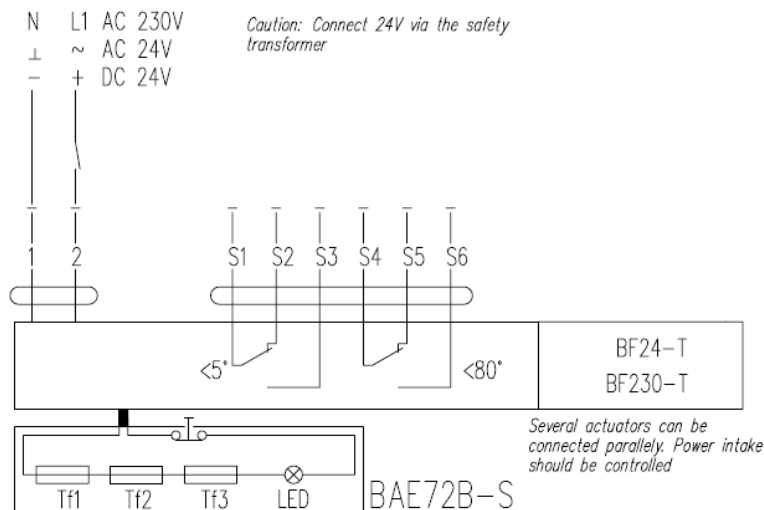 N L1 AC 230V
⊥ ~ AC 24V
− + DC 24V
Caution: Connect 24V via the safety
transformer
1 2 S1 S2 S3 S4 S5 S6
<5° <80°
BF24-T
BF230-T
Several actuators can be
connected parallely. Power intake
should be controlled
Tf1 Tf2 Tf3 LED BAE72B-S